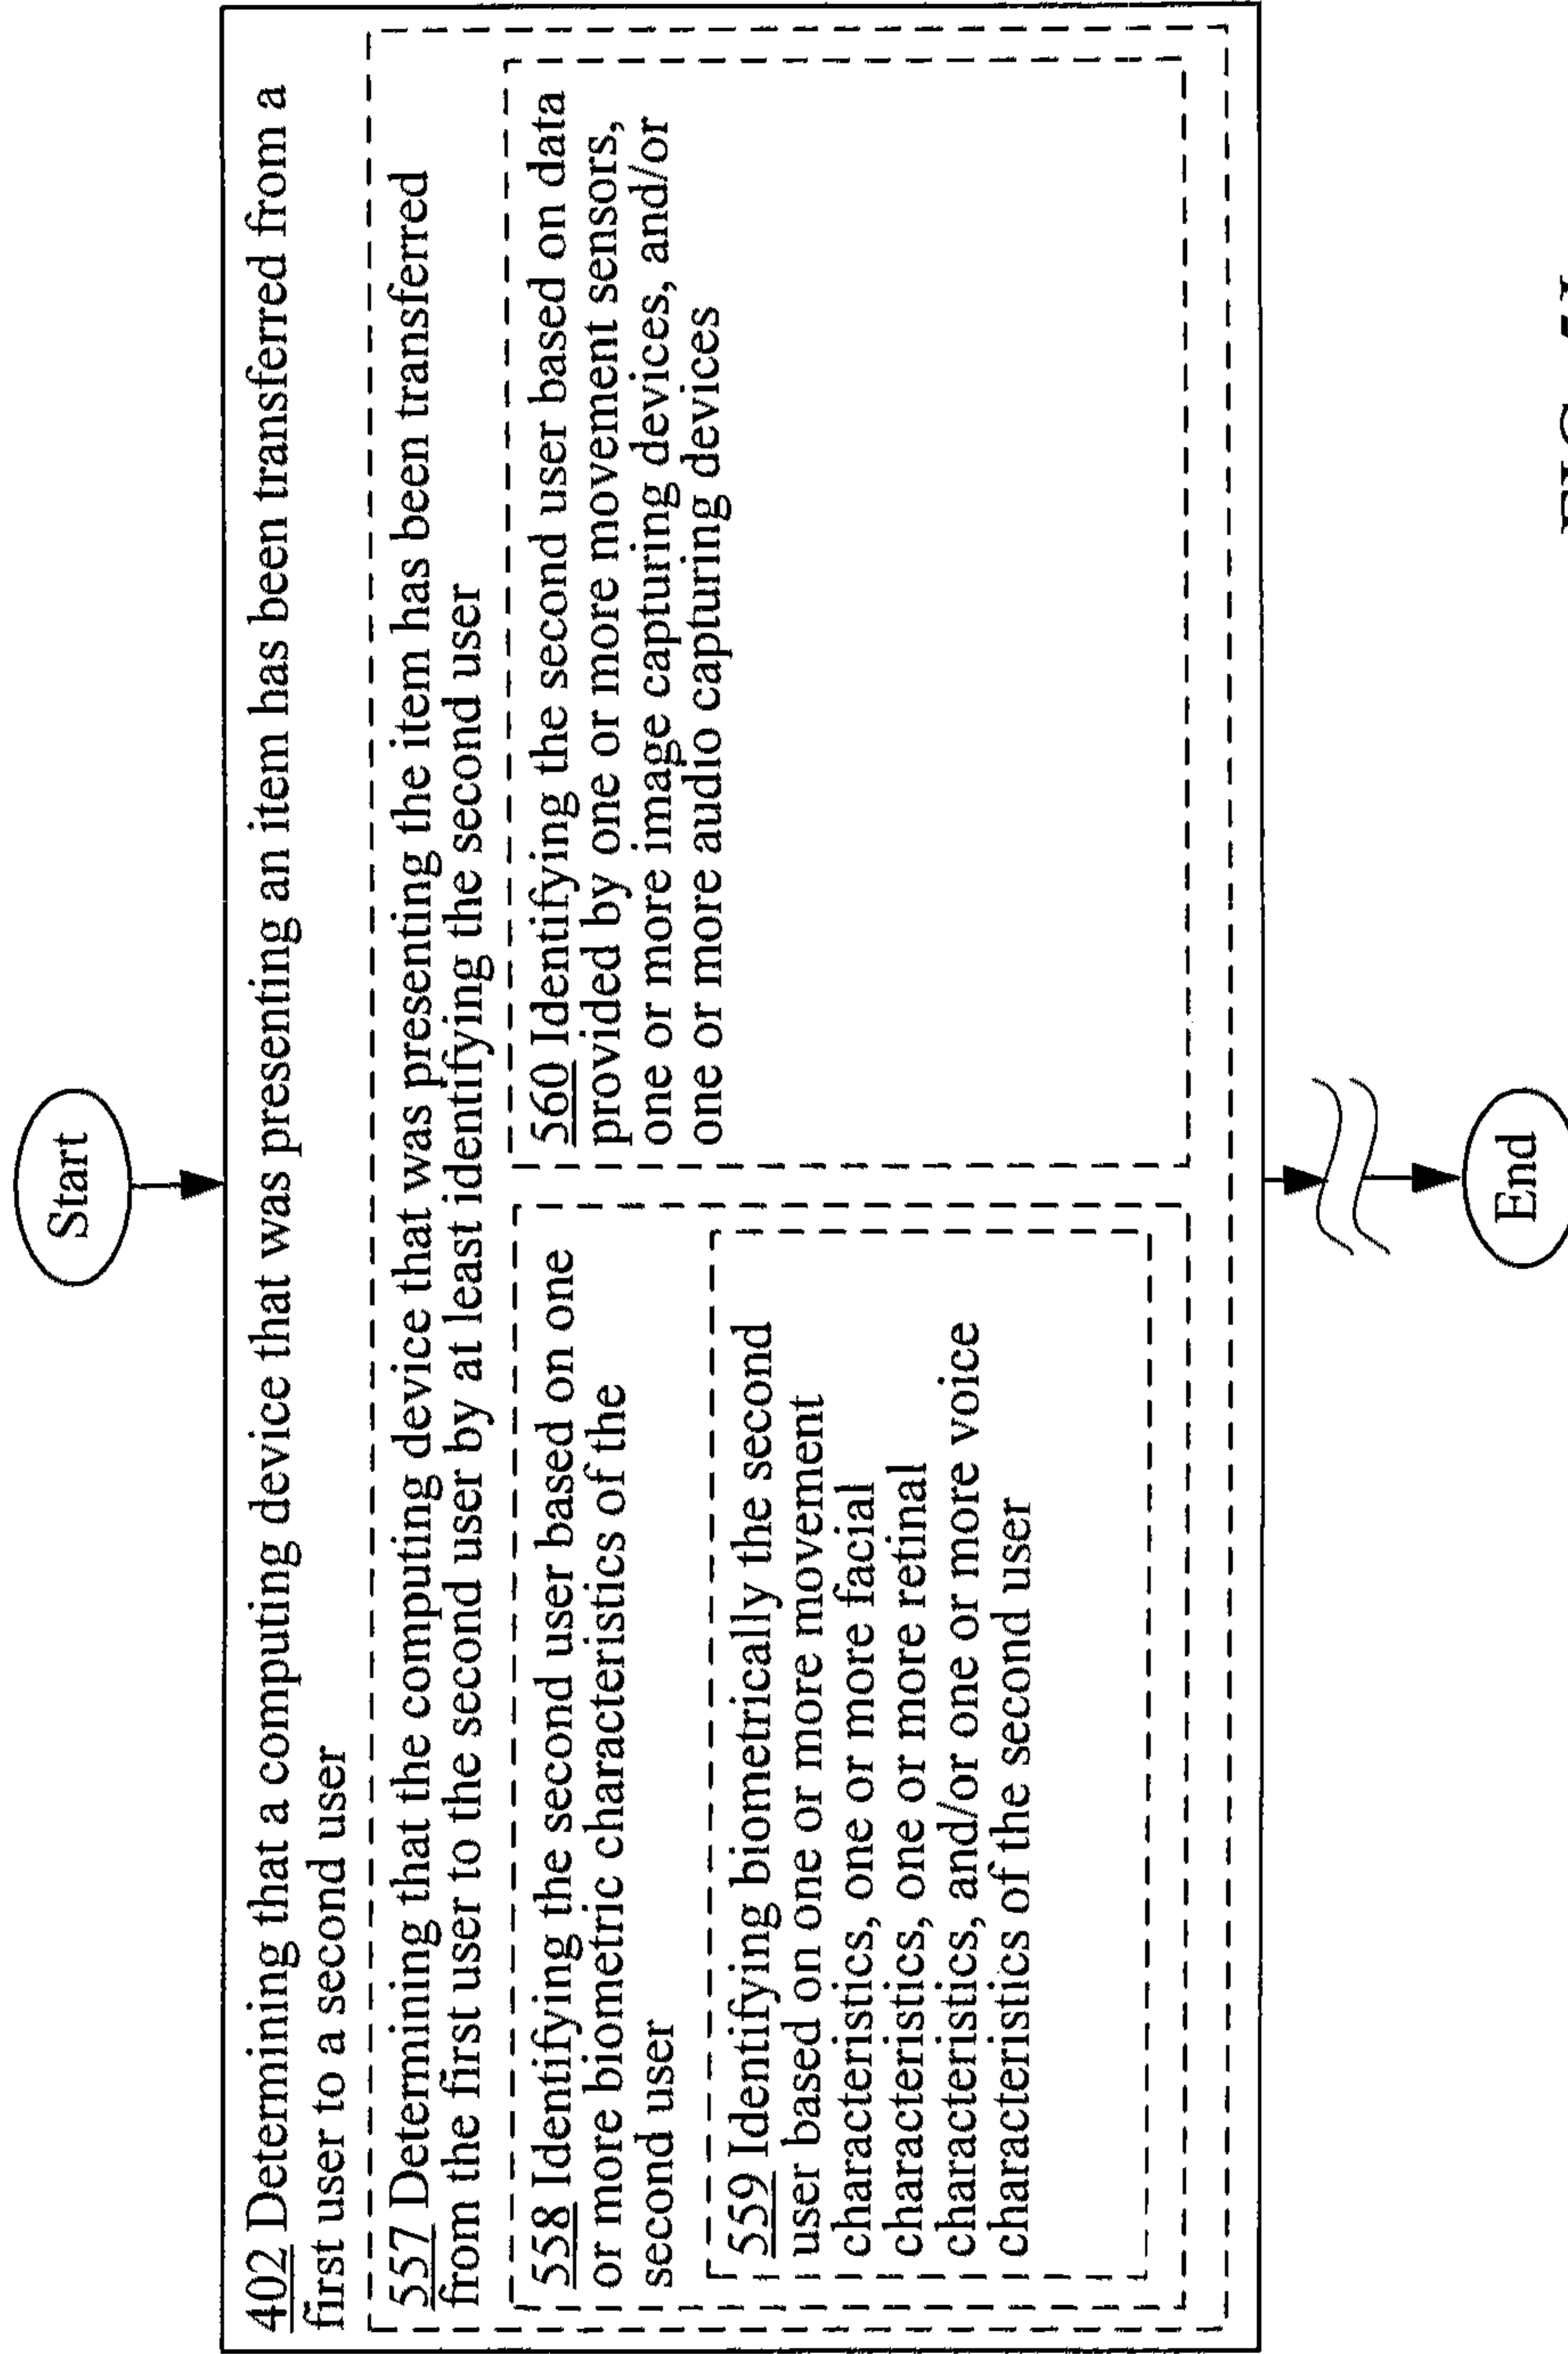 Start
402 Determining that a computing device that was presenting an item has been transferred from a
first user to a second user
557 Determining that the computing device that was presenting the item has been transferred
from the first user to the second user by at least identifying the second user
558 Identifying the second user based on one
or more biometric characteristics of the
second user
559 Identifying biometrically the second
user based on one or more movement
characteristics, one or more facial
characteristics, one or more retinal
characteristics, and/or one or more voice
characteristics of the second user
560 Identifying the second user based on data
provided by one or more movement sensors,
one or more image capturing devices, and/or
one or more audio capturing devices
End